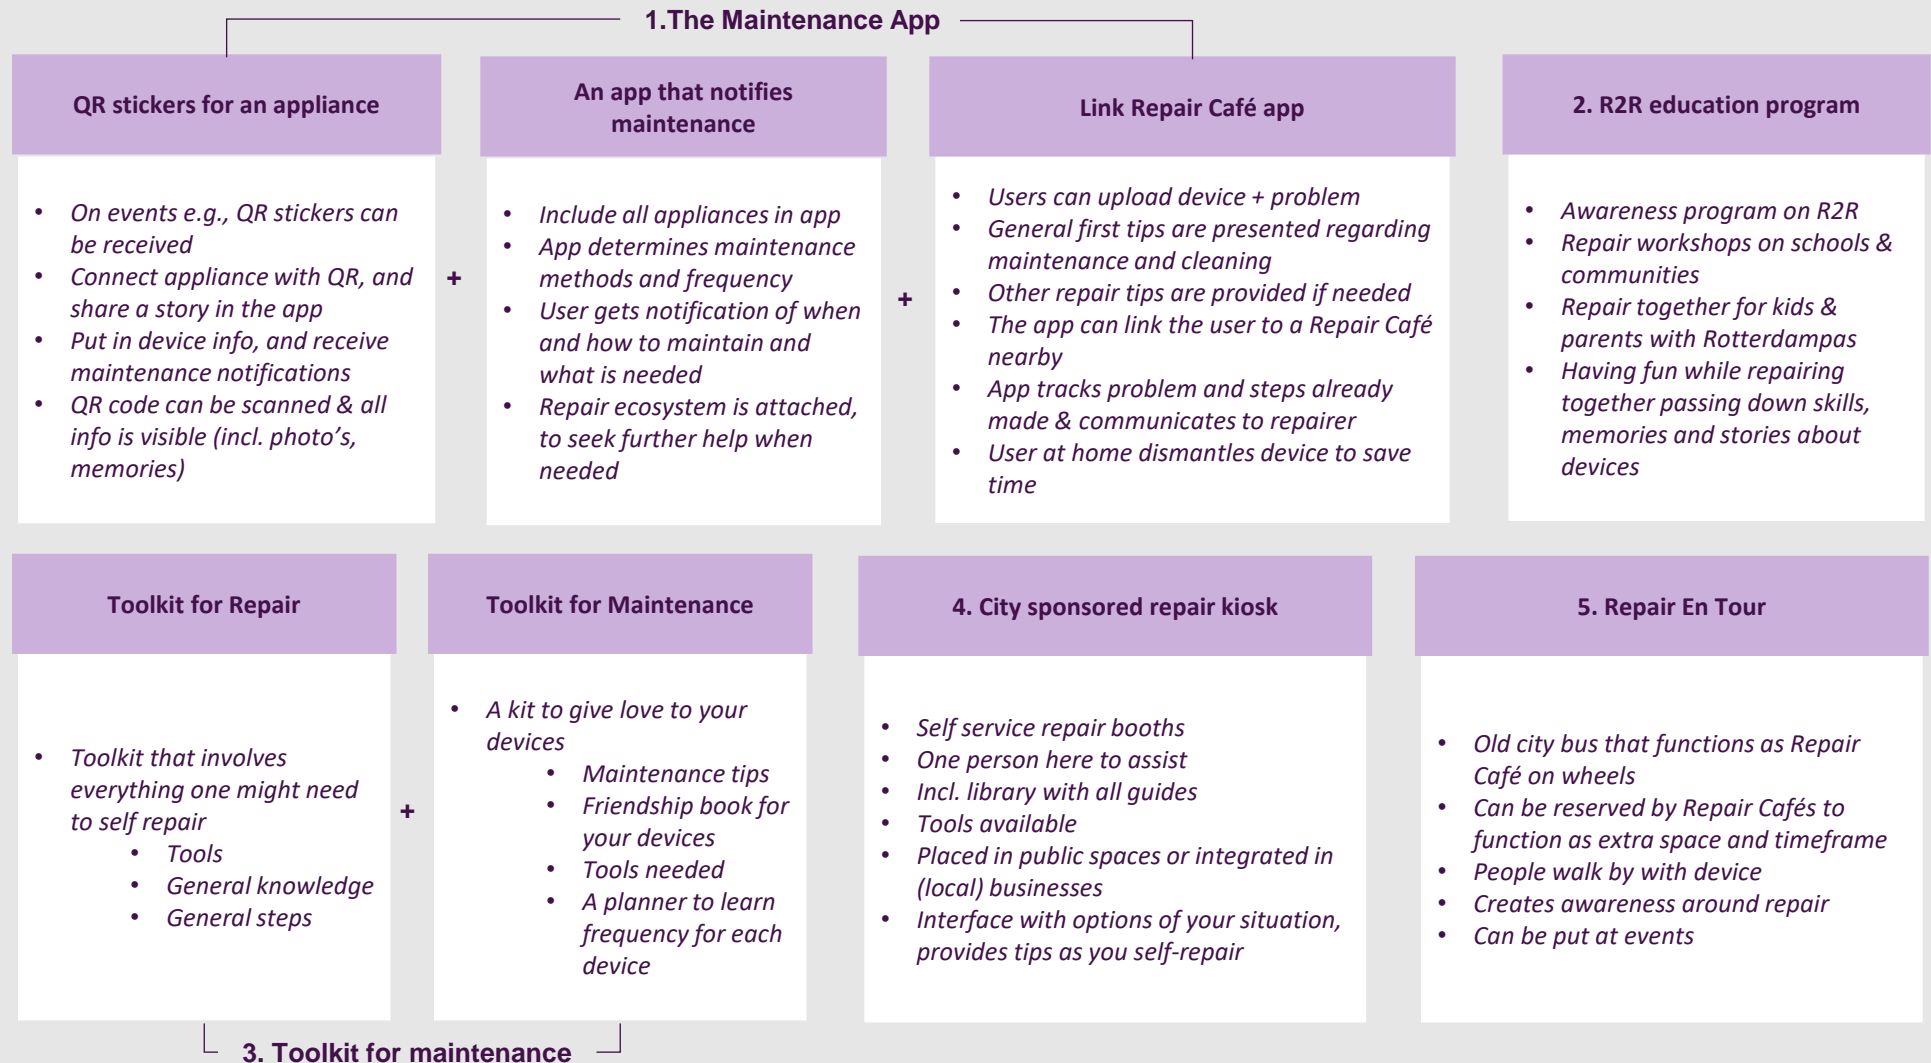 1.The Maintenance App
QR stickers for an appliance
• On events e.g., QR stickers can
be received
• Connect appliance with QR, and
share a story in the app
• Put in device info, and receive
maintenance notifications
• QR code can be scanned & all
info is visible (incl. photo's,
memories)
+
An app that notifies
maintenance
• Include all appliances in app
• App determines maintenance
methods and frequency
• User gets notification of when
and how to maintain and
what is needed
• Repair ecosystem is attached,
to seek further help when
needed
+
Link Repair Café app
• Users can upload device + problem
• General first tips are presented regarding
maintenance and cleaning
• Other repair tips are provided if needed
• The app can link the user to a Repair Café
nearby
• App tracks problem and steps already
made & communicates to repairer
• User at home dismantles device to save
time
2. R2R education program
• Awareness program on R2R
• Repair workshops on schools &
communities
• Repair together for kids &
parents with Rotterdampas
• Having fun while repairing
together passing down skills,
memories and stories about
devices
Toolkit for Repair
• Toolkit that involves
everything one might need
to self repair
• Tools
• General knowledge
• General steps
+
Toolkit for Maintenance
• A kit to give love to your
devices
• Maintenance tips
• Friendship book for
your devices
• Tools needed
• A planner to learn
frequency for each
device
3. Toolkit for maintenance
4. City sponsored repair kiosk
• Self service repair booths
• One person here to assist
• Incl. library with all guides
• Tools available
• Placed in public spaces or integrated in
(local) businesses
• Interface with options of your situation,
provides tips as you self-repair
5. Repair En Tour
• Old city bus that functions as Repair
Café on wheels
• Can be reserved by Repair Cafés to
function as extra space and timeframe
• People walk by with device
• Creates awareness around repair
• Can be put at events